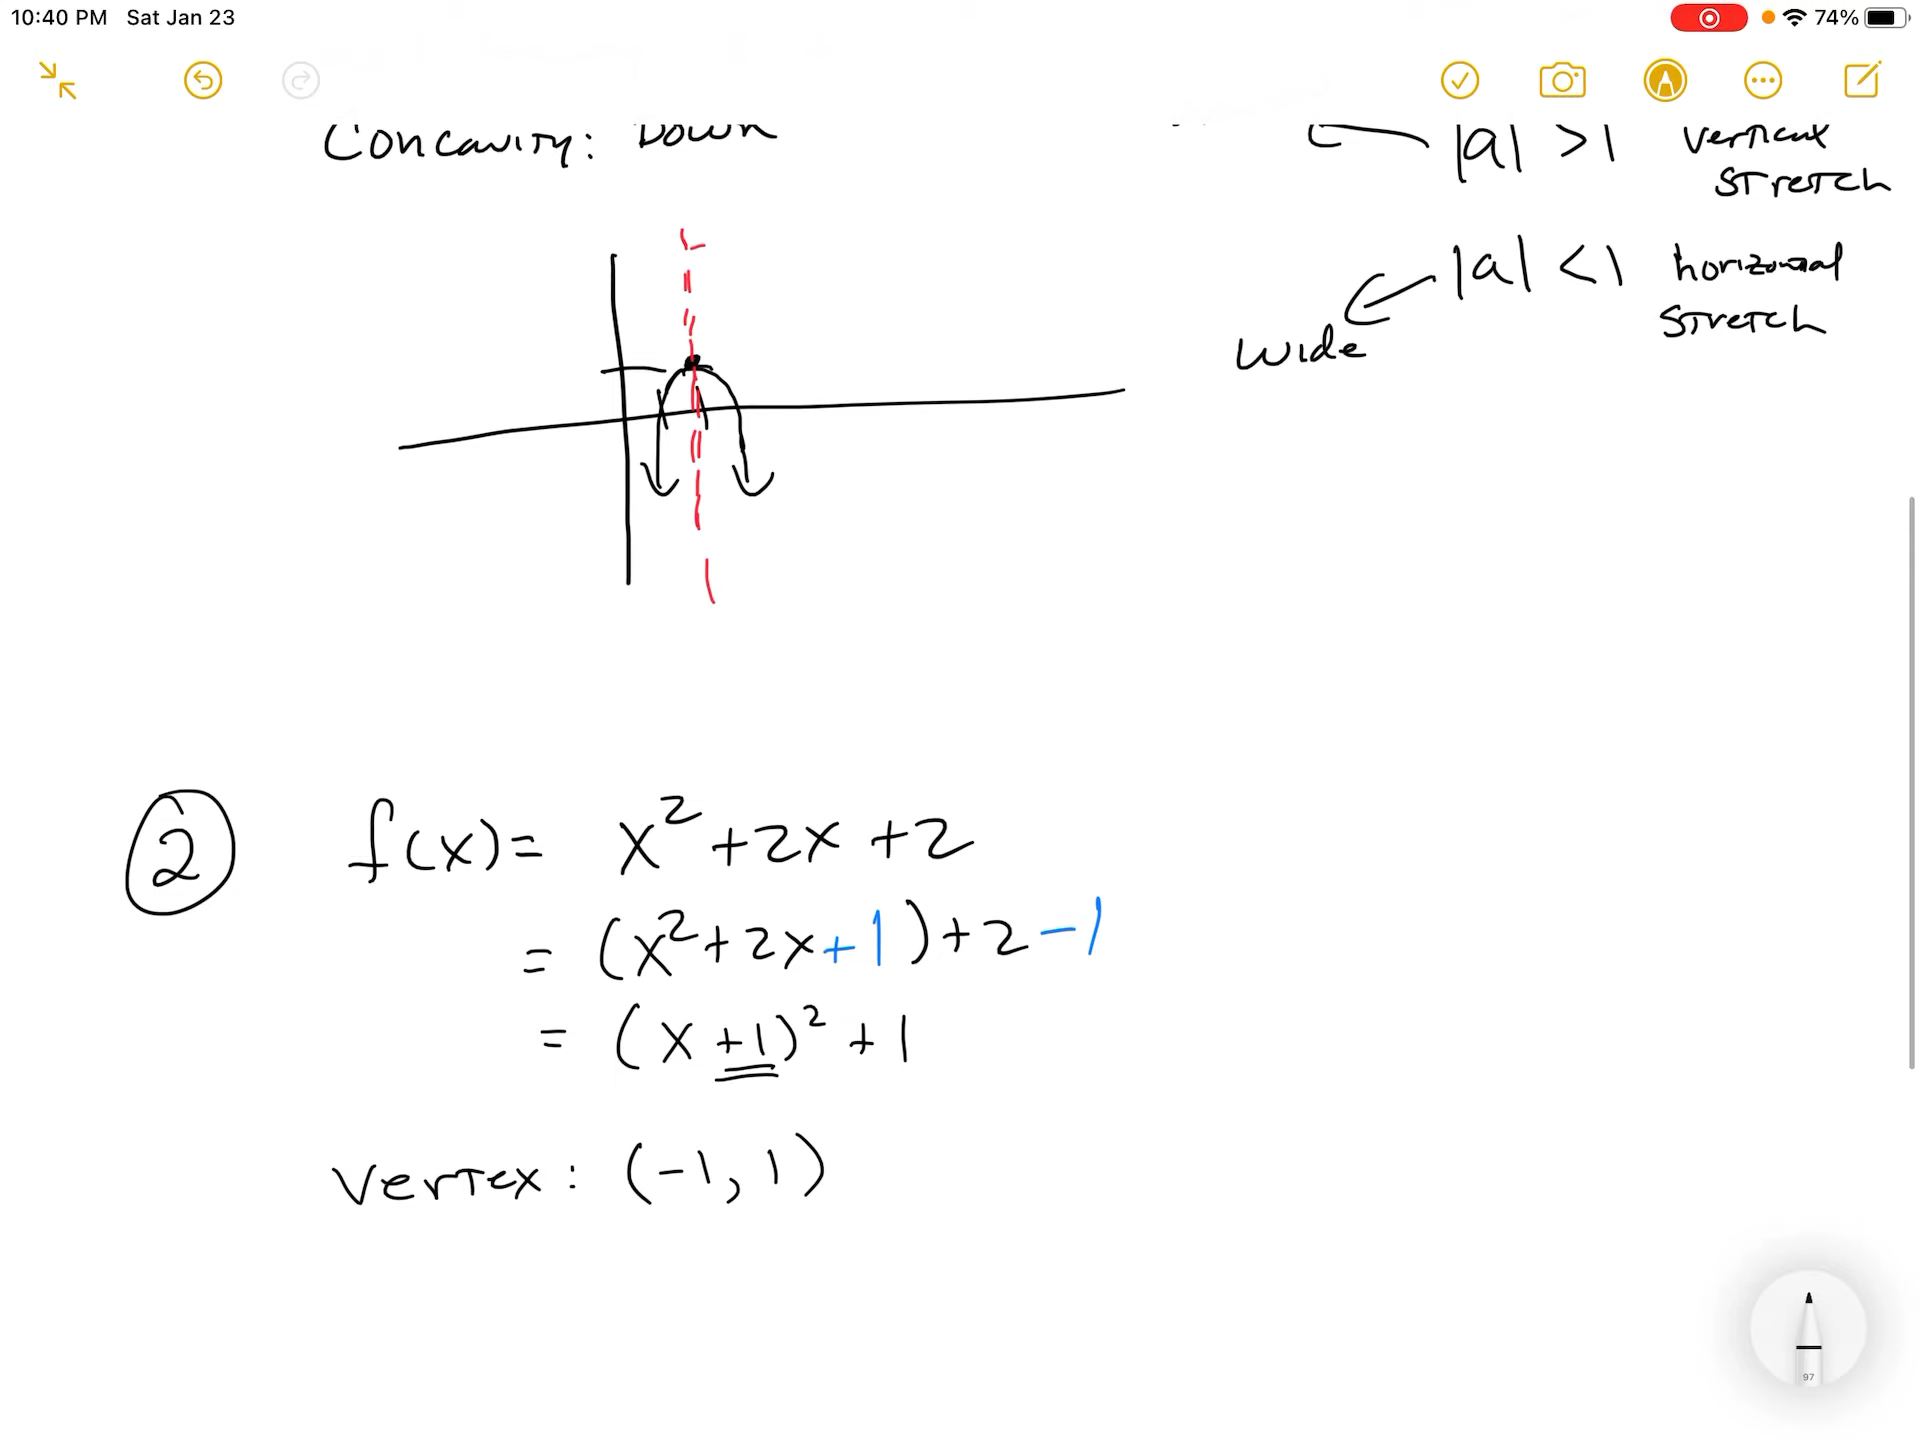 10:40 PM Sat Jan 23
74%
Concavity: Down
|a| >1 vertical
stretch
|a| <1 horizontal
stretch
wide
② f(x)= x²+2x+2
= (x²+2x+1)+2-1
= (x+1)²+1
Vertex: (-1,1)
97